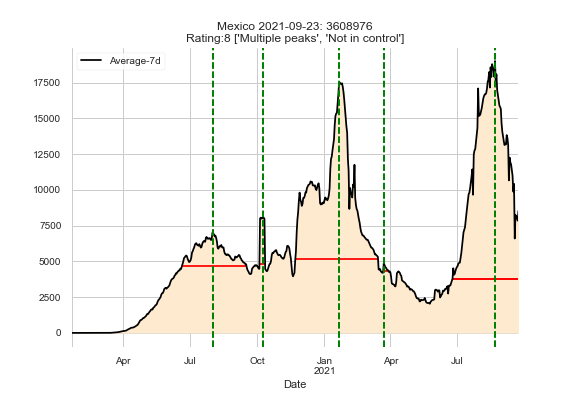 Mexico 2021-09-23: 3608976
Rating:8 ['Multiple peaks', 'Not in control']
Average-7d
17500
15000
12500
10000
7500
5000
2500
0
Apr
Jul
Oct
Jan
2021
Apr
Jul
Date